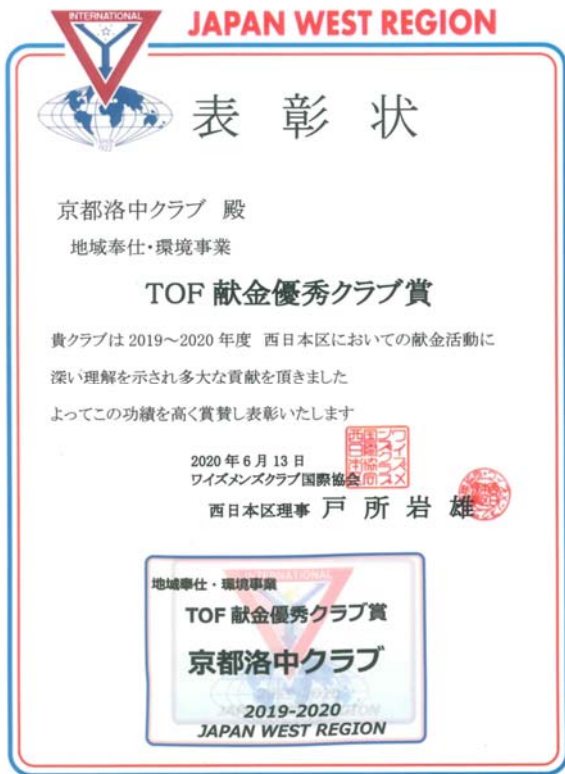 INTERNATIONAL
JAPAN WEST REGION
表彰状
京都洛中クラブ 殿
地域奉仕・環境事業
TOF 献金優秀クラブ賞
貴クラブは 2019～2020 年度 西日本区においての献金活動に
深い理解を示され多大な貢献を頂きました
よってこの功績を高く賞賛し表彰いたします
2020 年 6 月 13 日
ワイズメンズクラブ国際協会
西日本区理事 戸所岩雄
地域奉仕・環境事業
TOF 献金優秀クラブ賞
京都洛中クラブ
2019-2020
JAPAN WEST REGION